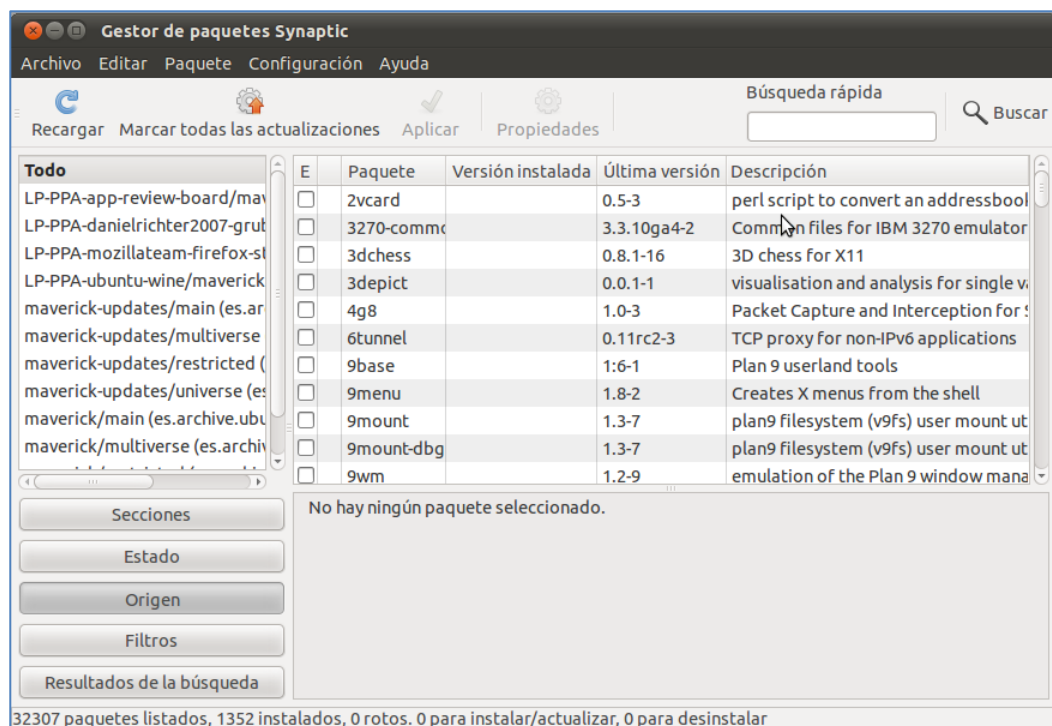 Gestor de paquetes Synaptic
Archivo Editar Paquete Configuración Ayuda
Recargar Marcar todas las actualizaciones Aplicar Propiedades Búsqueda rápida Buscar
Todo
LP-PPA-app-review-board/mav
LP-PPA-danielrichter2007-grub
LP-PPA-mozillateam-firefox-st
LP-PPA-ubuntu-wine/maverick
maverick-updates/main (es.ar
maverick-updates/multiverse
maverick-updates/restricted (
maverick-updates/universe (es
maverick/main (es.archive.ubu
maverick/multiverse (es.archiv
E Paquete Versión instalada Última versión Descripción
2vcard 0.5-3 perl script to convert an addressbook
3270-commo 3.3.10ga4-2 Common files for IBM 3270 emulator
3dchess 0.8.1-16 3D chess for X11
3depict 0.0.1-1 visualisation and analysis for single va
4g8 1.0-3 Packet Capture and Interception for S
6tunnel 0.11rc2-3 TCP proxy for non-IPv6 applications
9base 1:6-1 Plan 9 userland tools
9menu 1.8-2 Creates X menus from the shell
9mount 1.3-7 plan9 filesystem (v9fs) user mount ut
9mount-dbg 1.3-7 plan9 filesystem (v9fs) user mount ut
9wm 1.2-9 emulation of the Plan 9 window mana
Secciones
Estado
Origen
Filtros
Resultados de la búsqueda
No hay ningún paquete seleccionado.
32307 paquetes listados, 1352 instalados, 0 rotos. 0 para instalar/actualizar, 0 para desinstalar